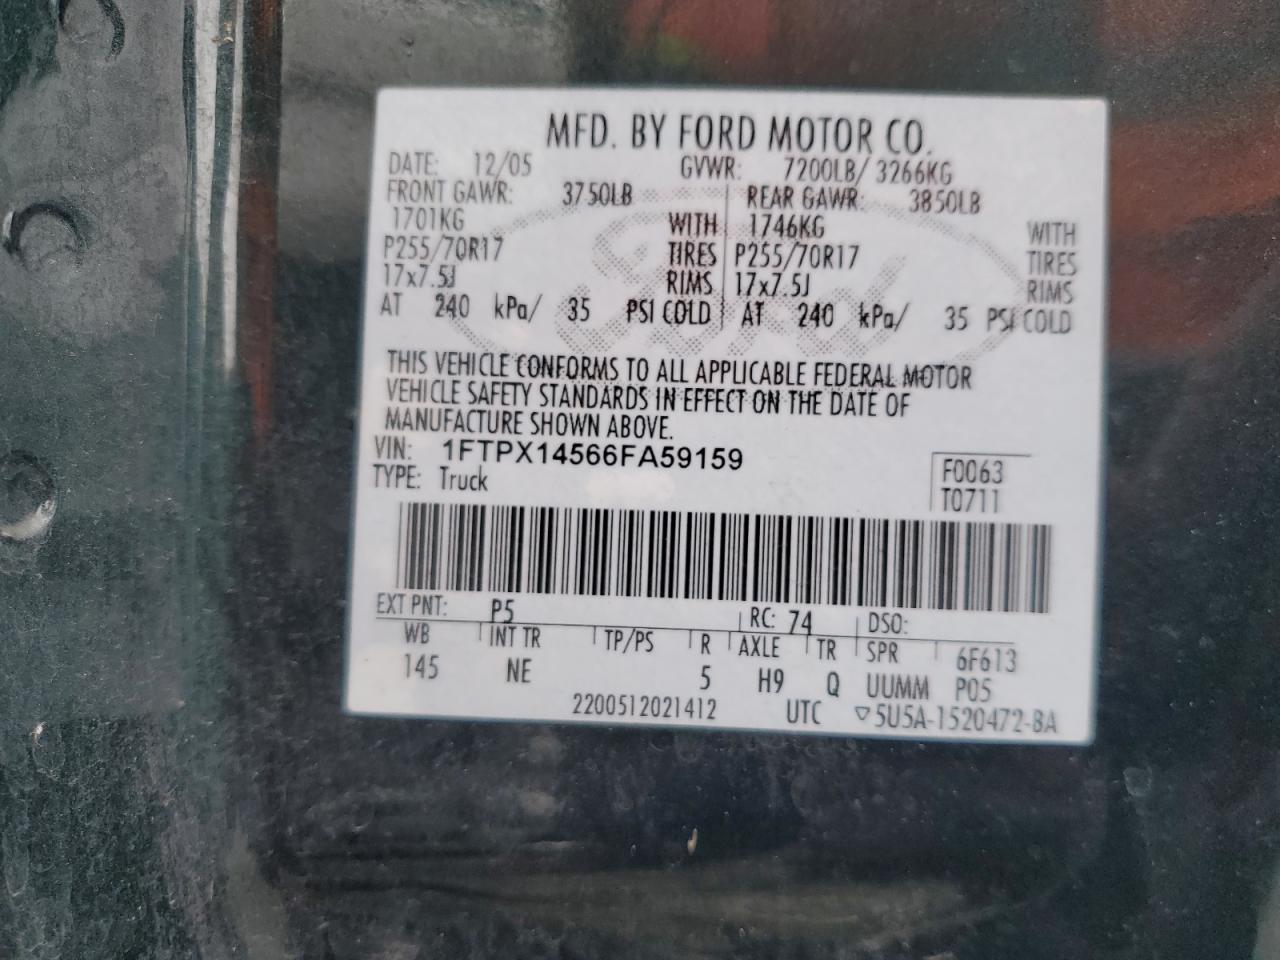 MFD. BY FORD MOTOR CO.
DATE: 12/05 GVWR: 7200LB/ 3266KG
FRONT GAWR: 3750LB REAR GAWR: 3850LB
1701KG WITH 1746KG WITH
P255/70R17 TIRES P255/70R17 TIRES
17x7.5J RIMS 17x7.5J RIMS
AT 240 kPa/ 35 PSI COLD AT 240 kPa/ 35 PSI COLD
Ford
THIS VEHICLE CONFORMS TO ALL APPLICABLE FEDERAL MOTOR
VEHICLE SAFETY STANDARDS IN EFFECT ON THE DATE OF
MANUFACTURE SHOWN ABOVE.
VIN: 1FTPX14566FA59159
TYPE: Truck F0063
T0711
EXT PNT: P5 RC: 74 DSO:
WB INT TR TP/PS R AXLE TR SPR 6F613
145 NE 5 H9 Q UUMM P05
2200512021412 UTC ▽5U5A-1520472-BA